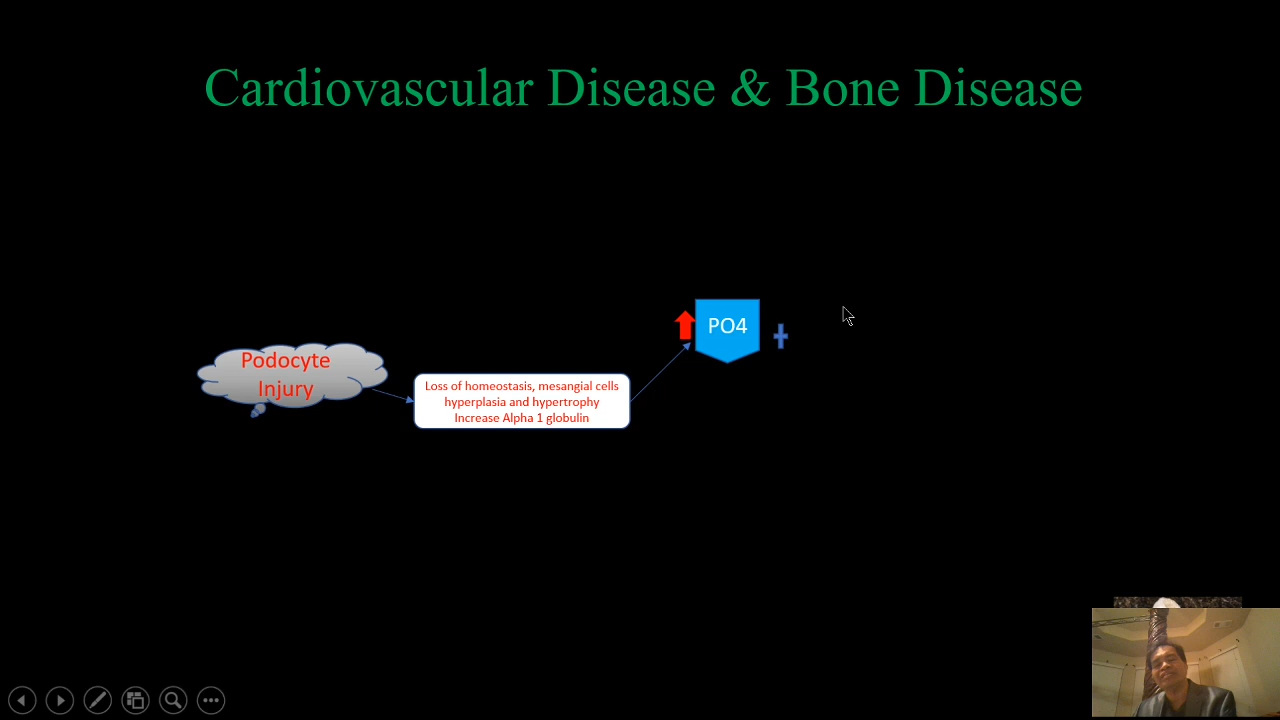 Cardiovascular Disease & Bone Disease
PO4
Podocyte
Injury
Loss of homeostasis, mesangial cells
hyperplasia and hypertrophy
Increase Alpha 1 globulin